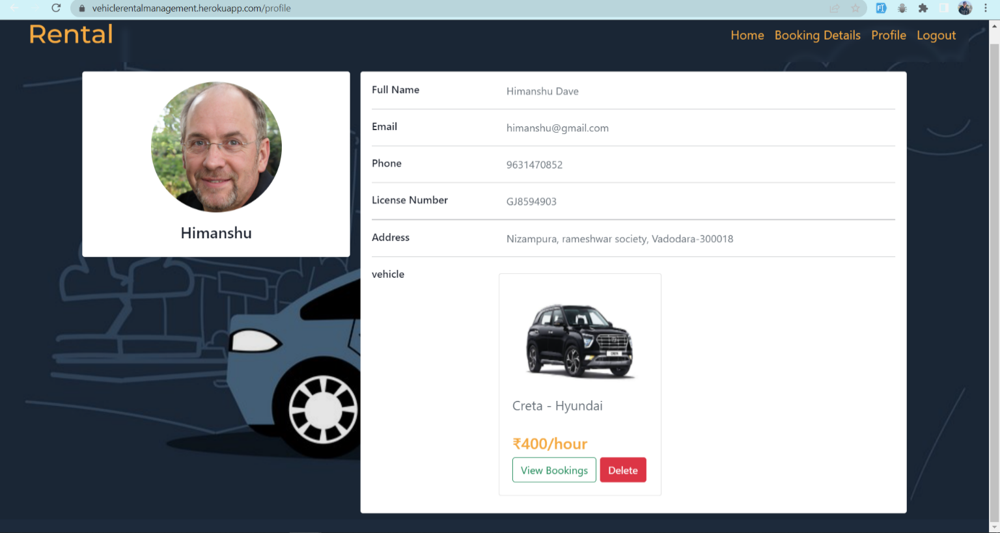 vehiclerentalmanagement.herokuapp.com/profile
Rental
Home Booking Details Profile Logout
Himanshu
Full Name Himanshu Dave
Email himanshu@gmail.com
Phone 9631470852
License Number GJ8594903
Address Nizampura, rameshwar society, Vadodara-300018
vehicle
CRETA
Creta - Hyundai
₹400/hour
View Bookings Delete